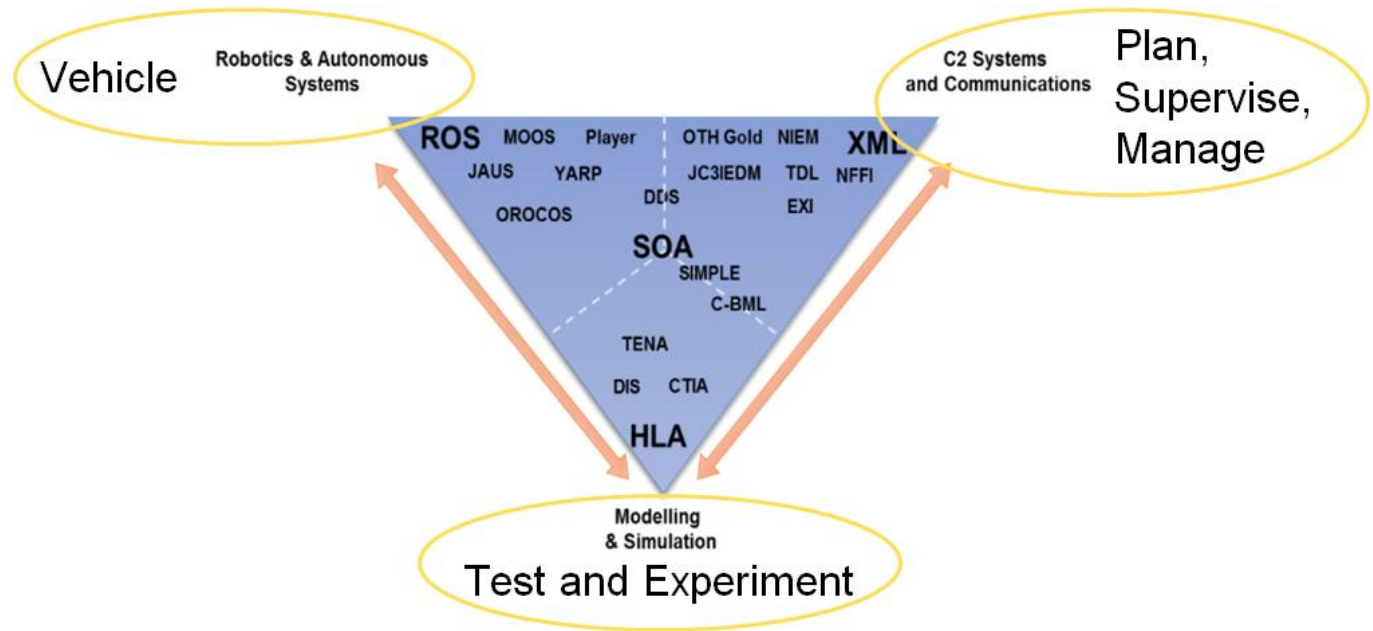 Vehicle
Robotics & Autonomous
Systems
C2 Systems
and Communications
Plan,
Supervise,
Manage
ROS MOOS Player OTH Gold NIEM XML
JAUS YARP JC3IEDM TDL NFFI
DDS
OROCOS EXI
SOA
SIMPLE
C-BML
TENA
DIS CTIA
HLA
Modelling
& Simulation
Test and Experiment